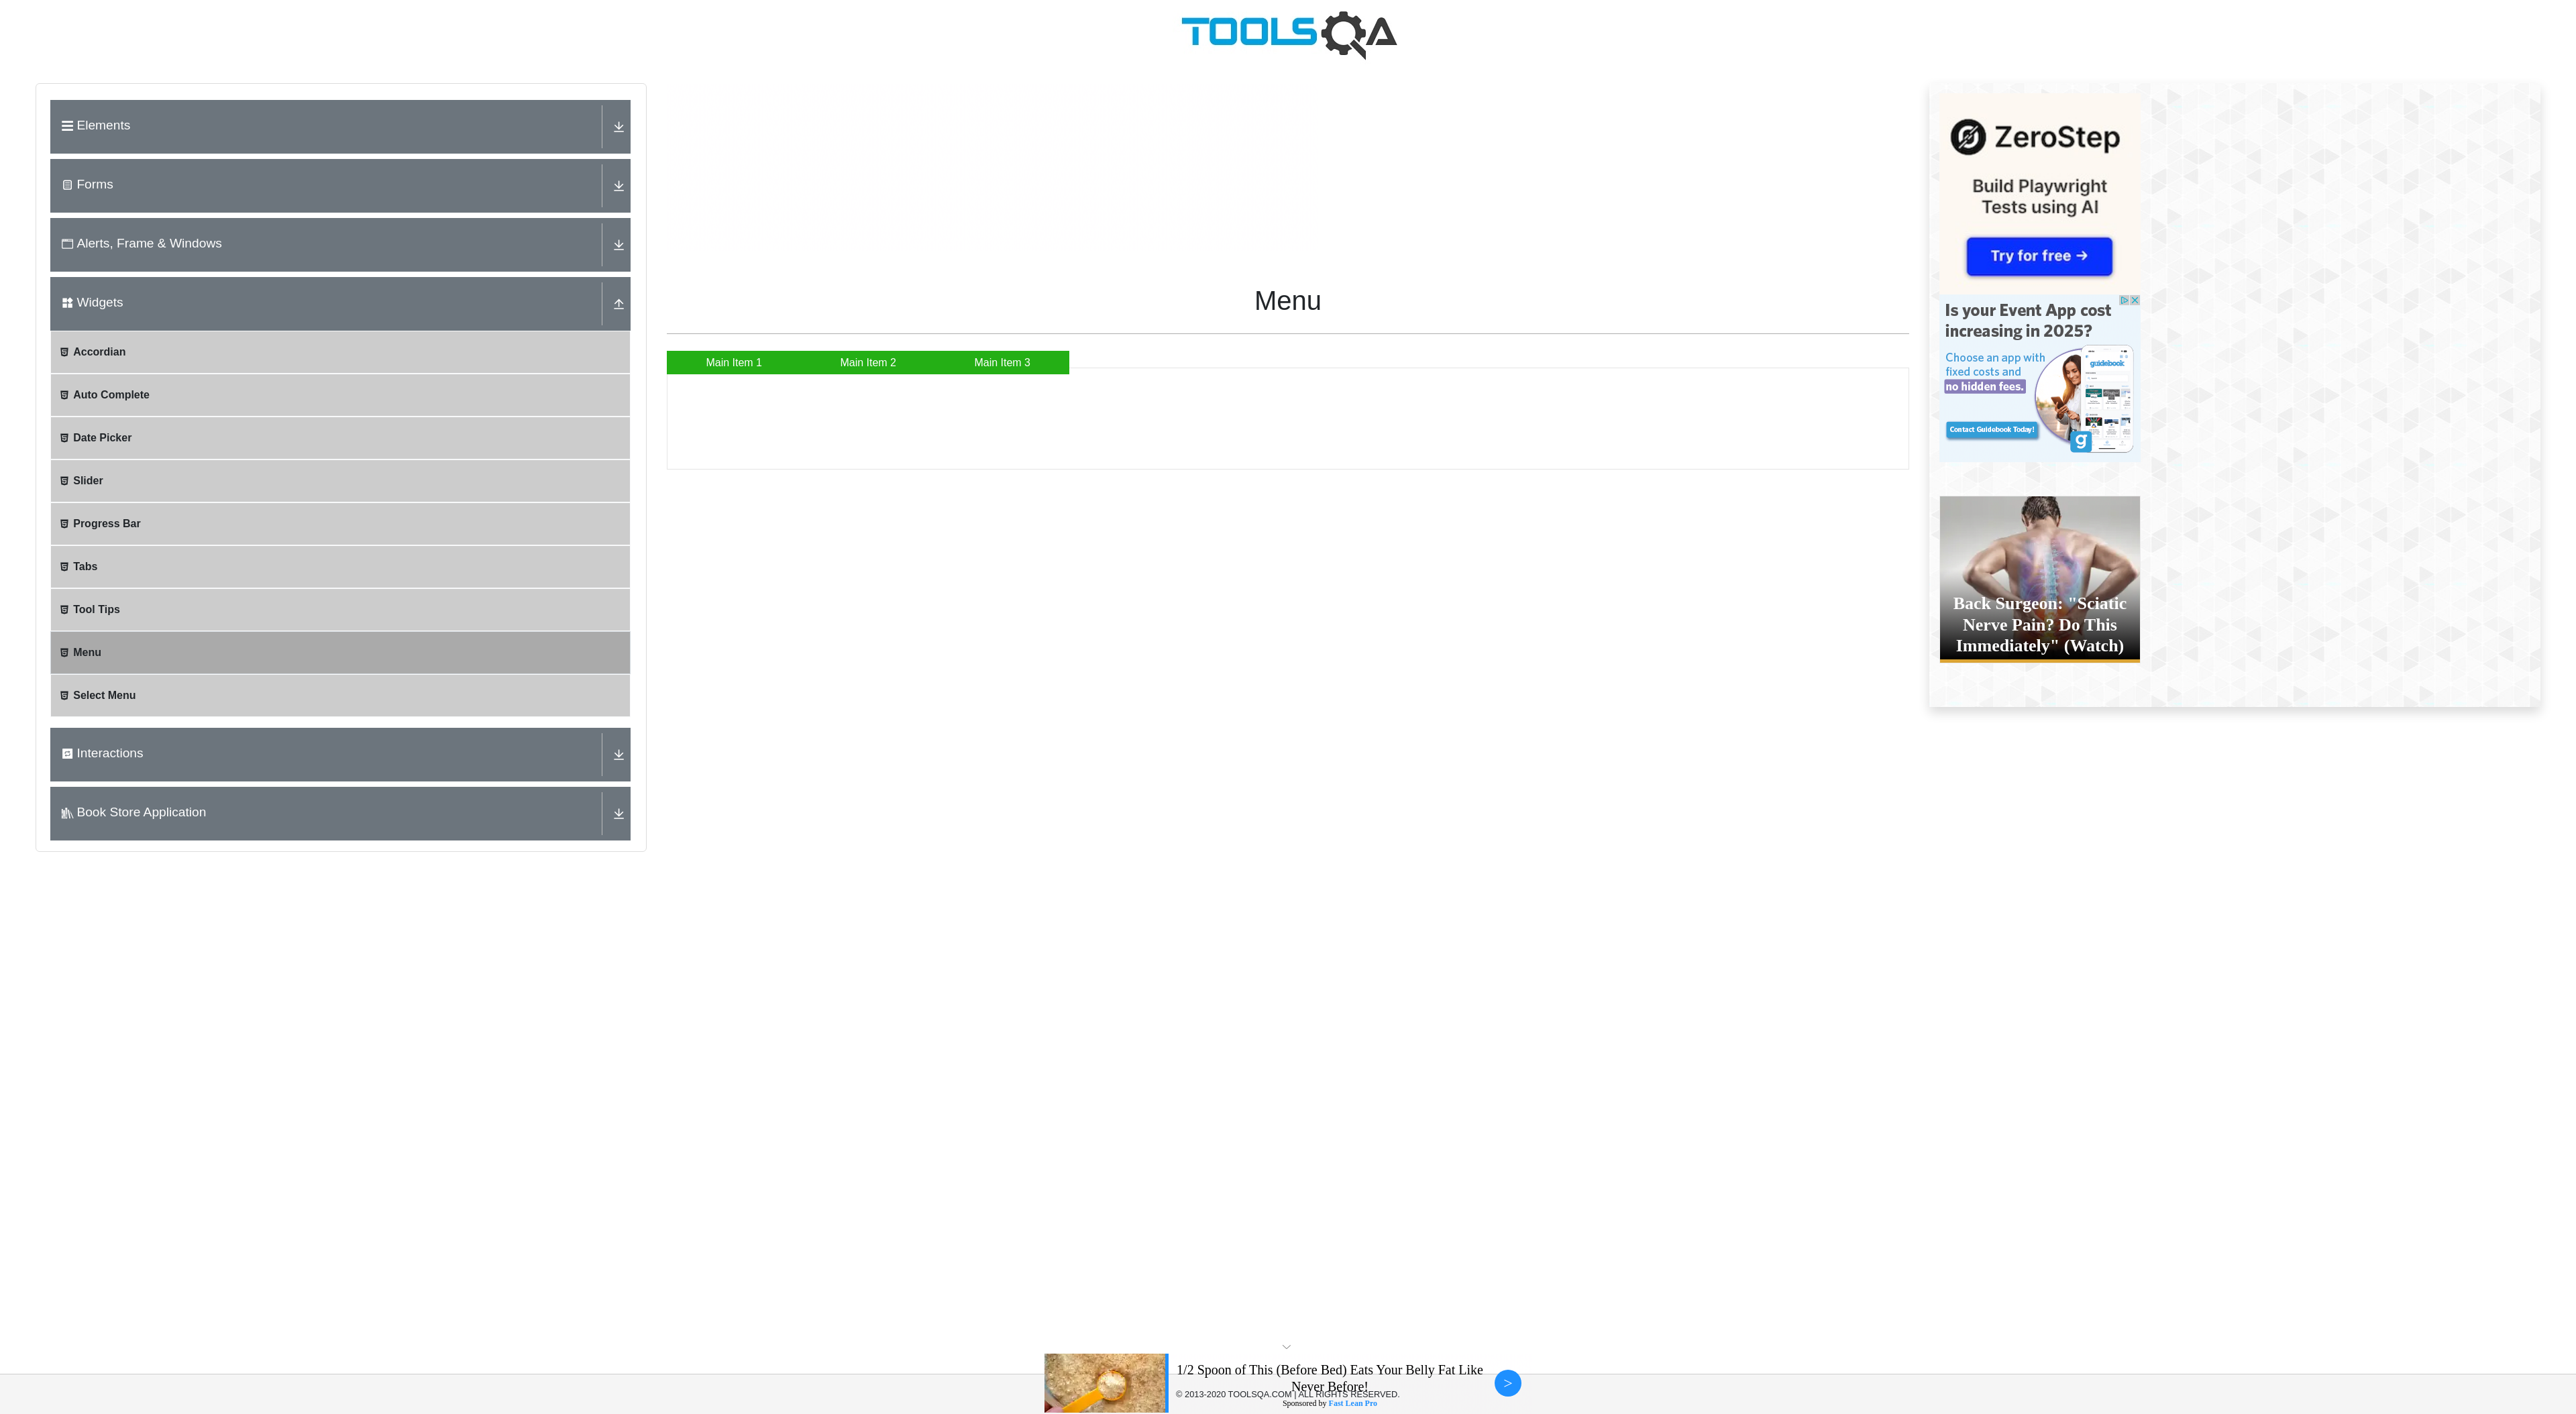 TOOLSQA
Elements
Forms
Alerts, Frame & Windows
Widgets
Accordian
Auto Complete
Date Picker
Slider
Progress Bar
Tabs
Tool Tips
Menu
Select Menu
Interactions
Book Store Application
Menu
Main Item 1 Main Item 2 Main Item 3
ZeroStep
Build Playwright
Tests using AI
Try for free →
Is your Event App cost
increasing in 2025?
Choose an app with
fixed costs and
no hidden fees.
guidebook
Contact Guidebook Today!
g
Back Surgeon: "Sciatic
Nerve Pain? Do This
Immediately" (Watch)
1/2 Spoon of This (Before Bed) Eats Your Belly Fat Like
Never Before!
>
© 2013-2020 TOOLSQA.COM | ALL RIGHTS RESERVED.
Sponsored by Fast Lean Pro